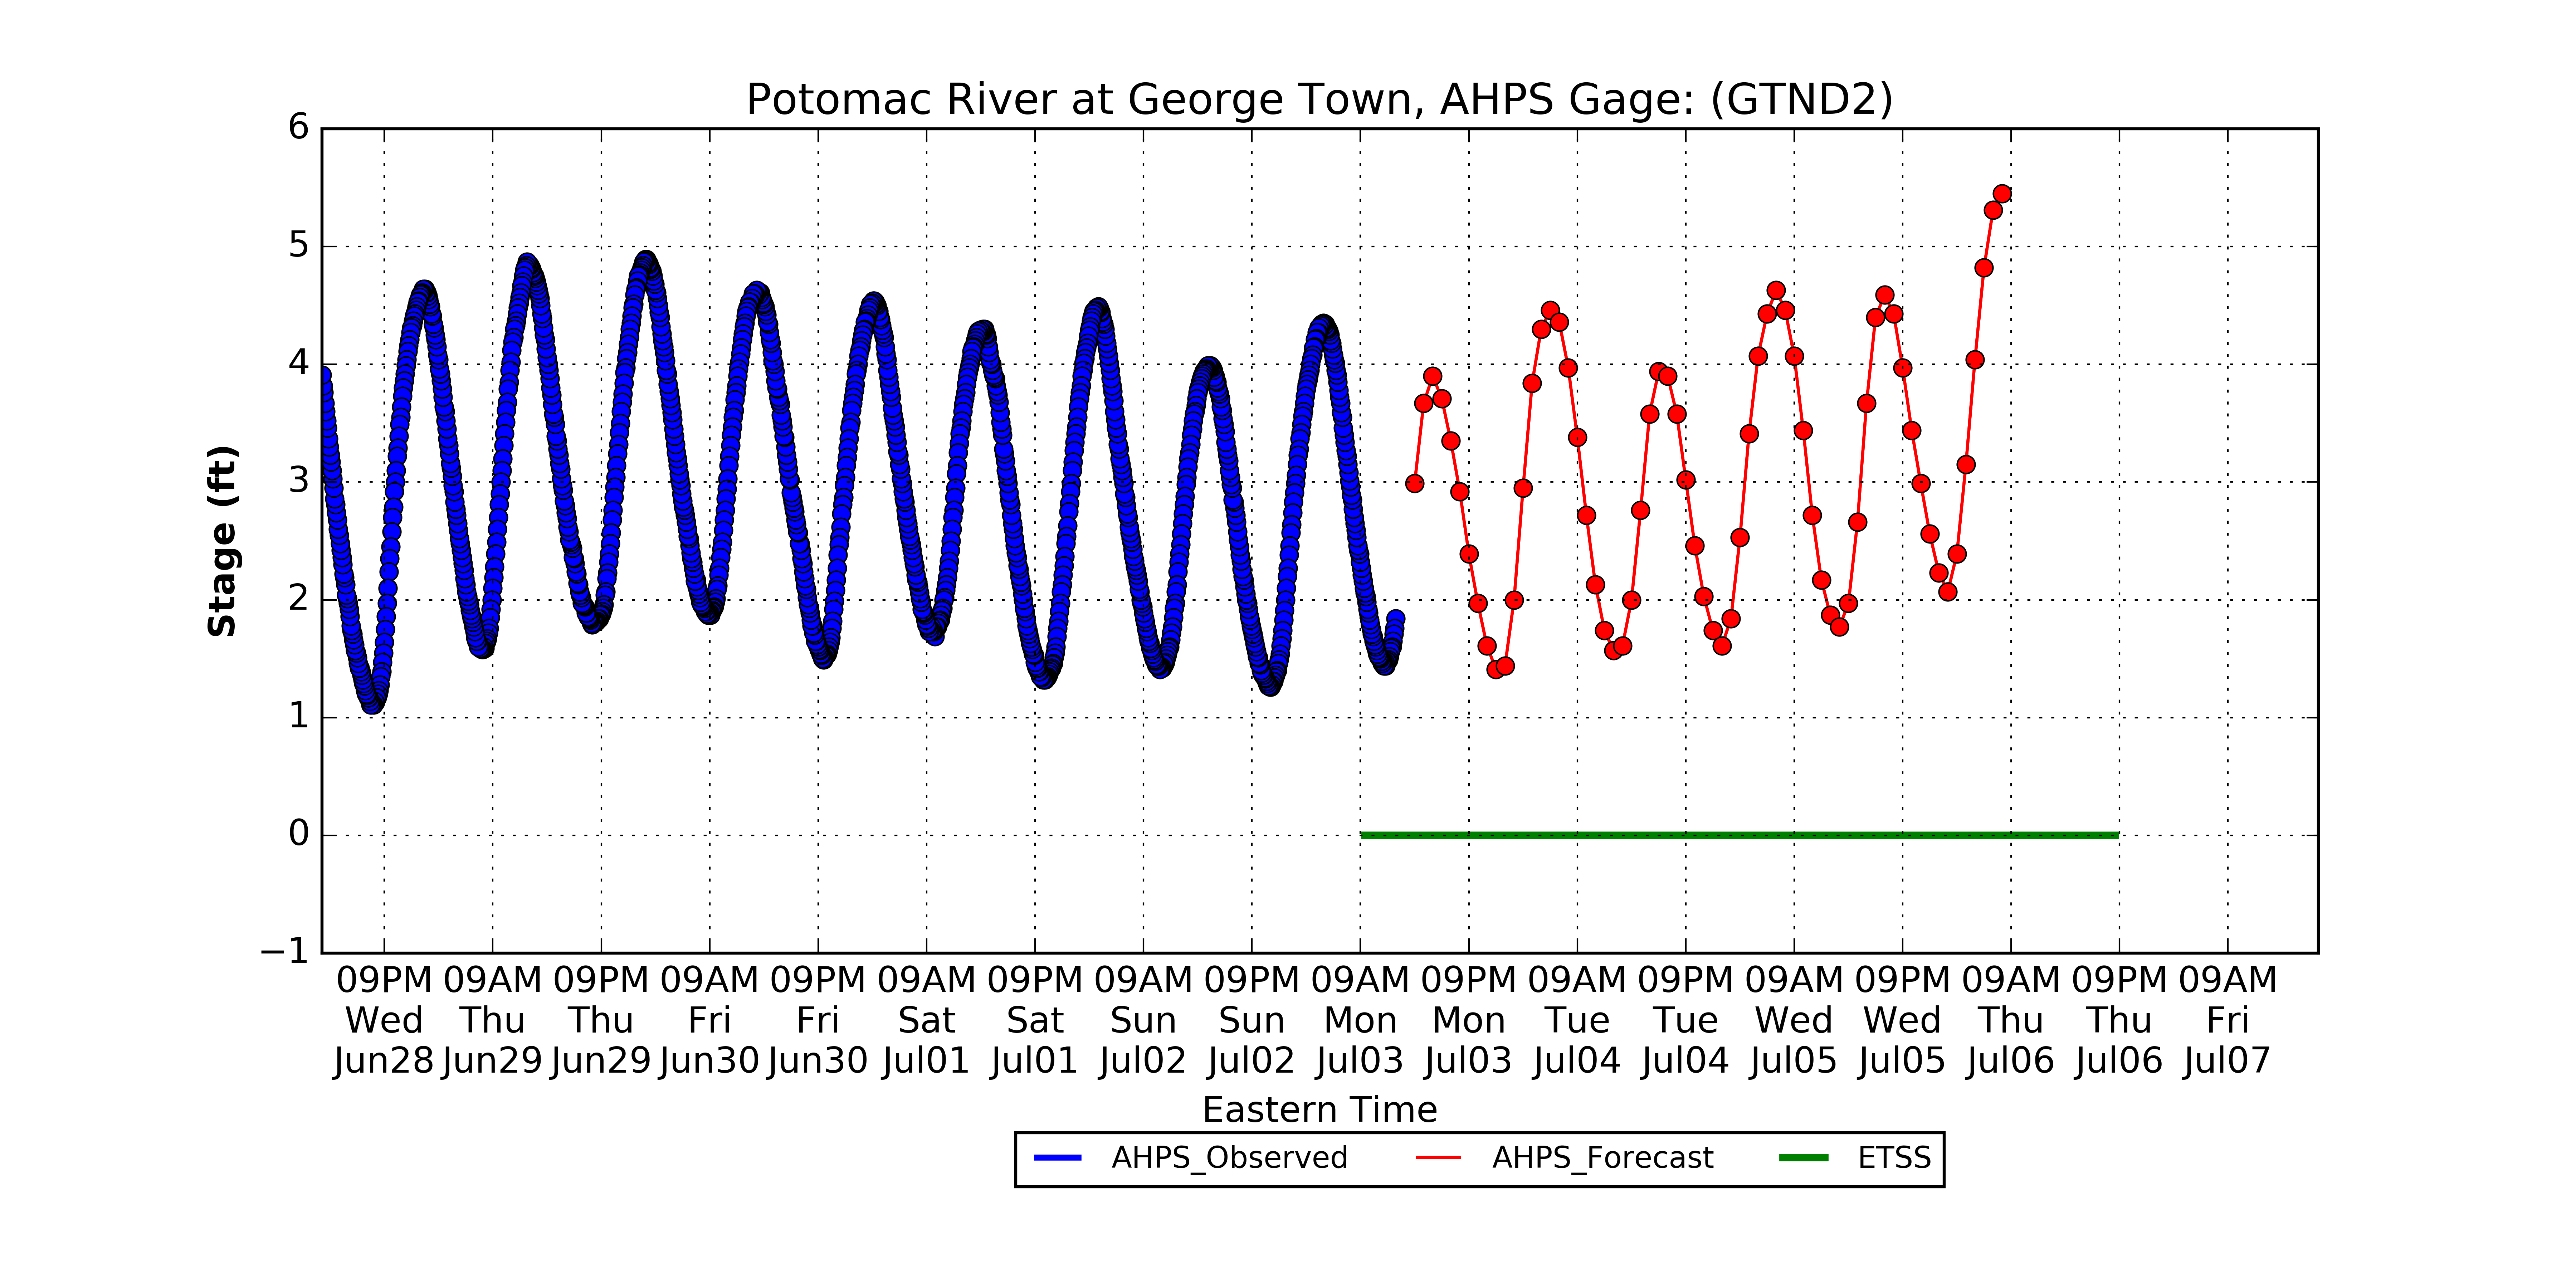 Potomac River at George Town, AHPS Gage: (GTND2)
Stage (ft)
6
5
4
3
2
1
0
−1
09PM 09AM 09PM 09AM 09PM 09AM 09PM 09AM 09PM 09AM 09PM 09AM 09PM 09AM 09PM 09AM 09PM 09AM
Wed Thu Thu Fri Fri Sat Sat Sun Sun Mon Mon Tue Tue Wed Wed Thu Thu Fri
Jun28 Jun29 Jun29 Jun30 Jun30 Jul01 Jul01 Jul02 Jul02 Jul03 Jul03 Jul04 Jul04 Jul05 Jul05 Jul06 Jul06 Jul07
Eastern Time
AHPS_Observed AHPS_Forecast ETSS